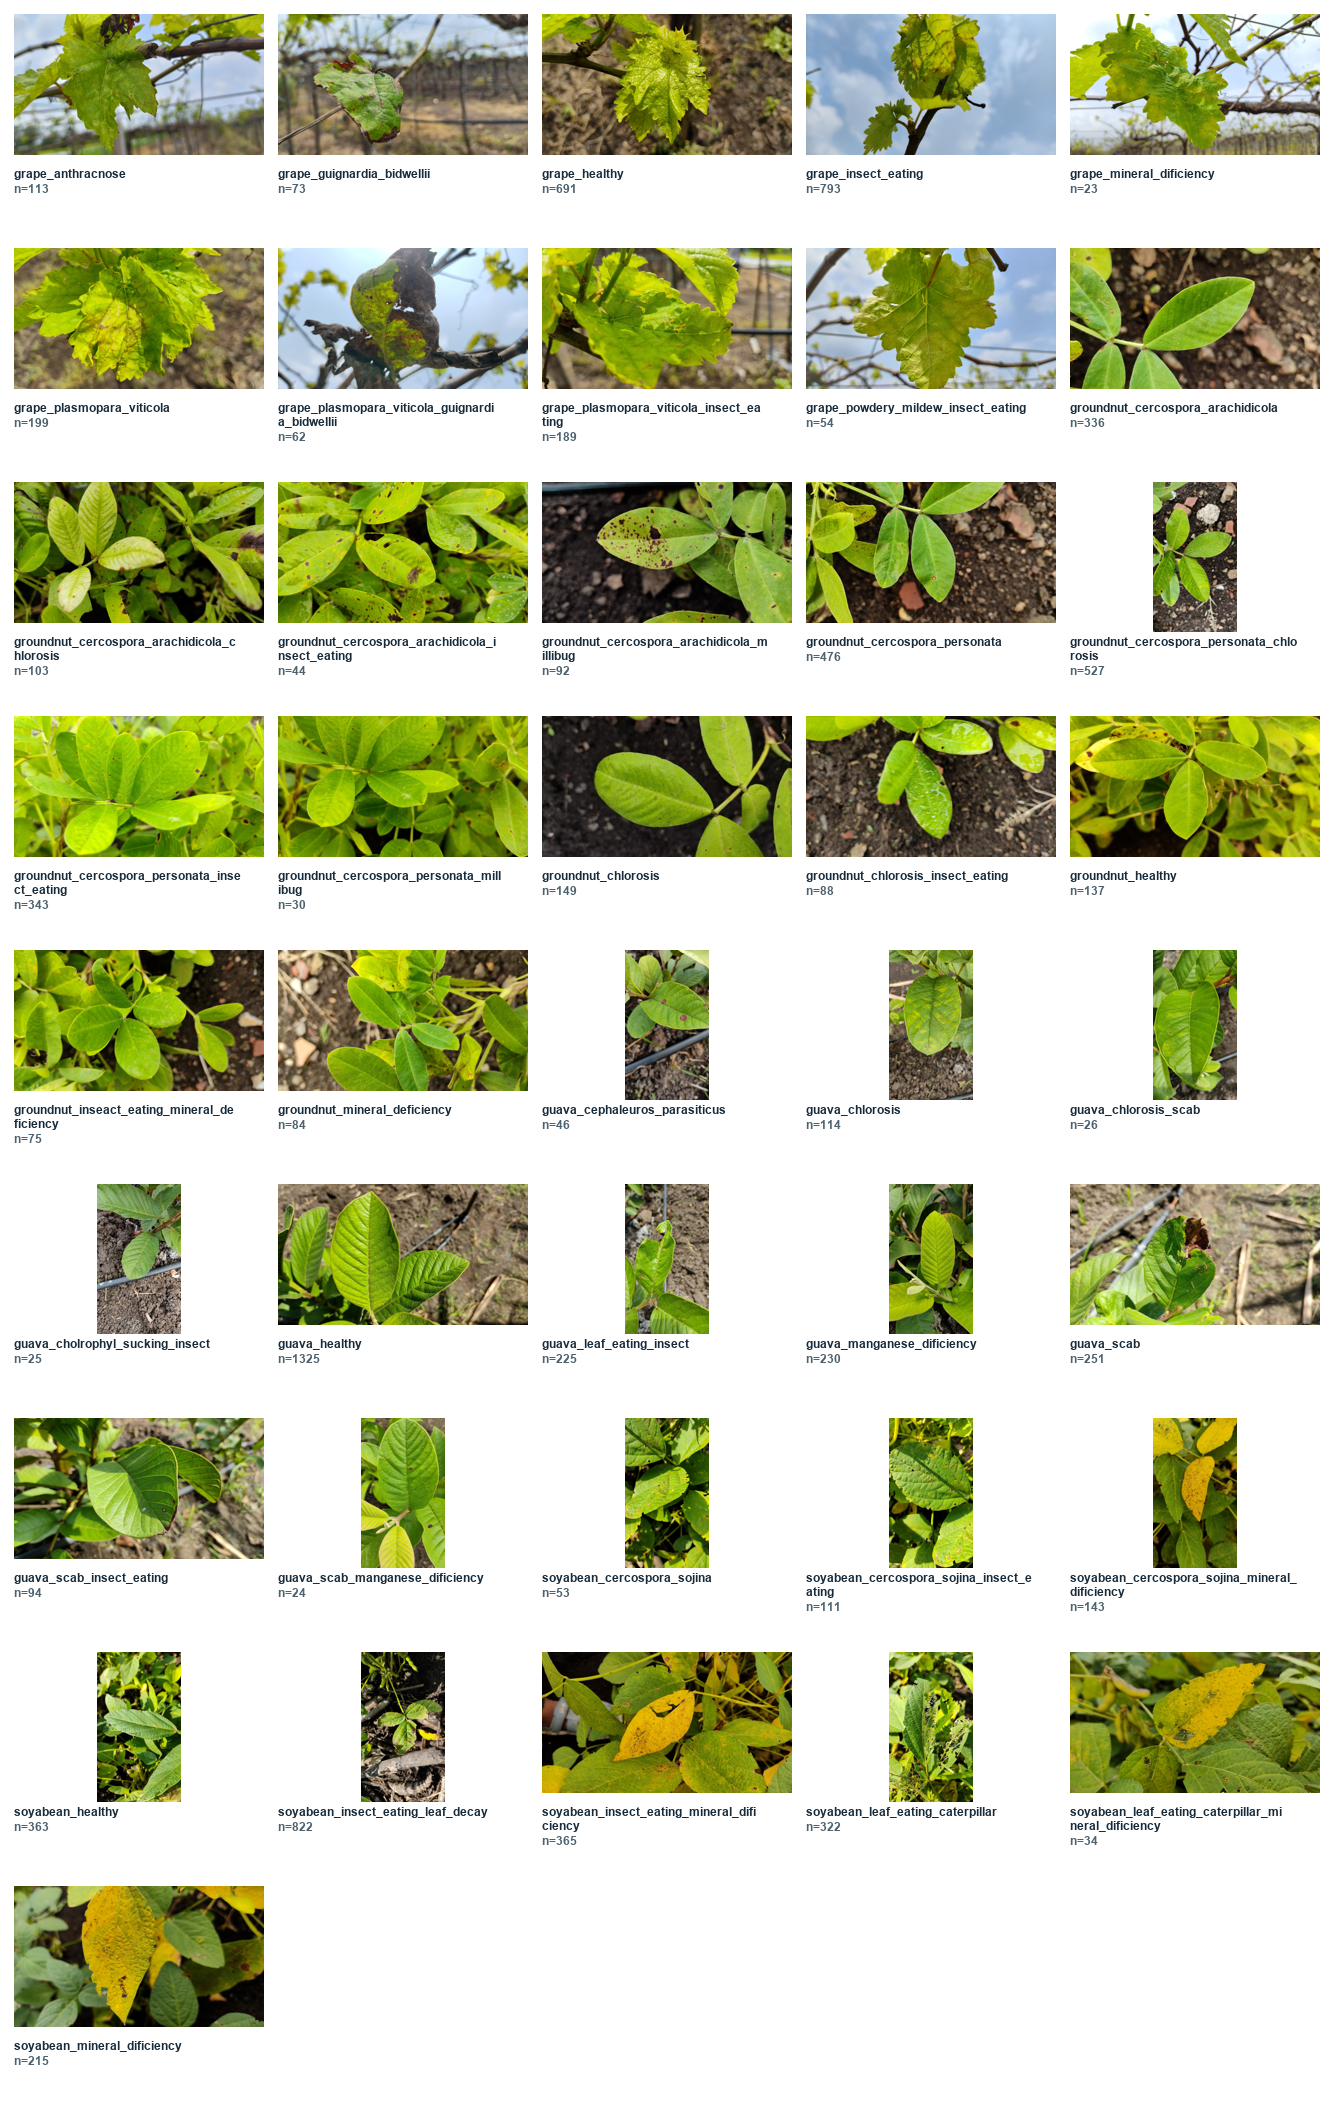 grape_anthracnose
n=113
grape_guignardia_bidwellii
n=73
grape_healthy
n=691
grape_insect_eating
n=793
grape_mineral_dificiency
n=23
grape_plasmopara_viticola
n=199
grape_plasmopara_viticola_guignardi
a_bidwellii
n=62
grape_plasmopara_viticola_insect_ea
ting
n=189
grape_powdery_mildew_insect_eating
n=54
groundnut_cercospora_arachidicola
n=336
groundnut_cercospora_arachidicola_c
hlorosis
n=103
groundnut_cercospora_arachidicola_i
nsect_eating
n=44
groundnut_cercospora_arachidicola_m
illibug
n=92
groundnut_cercospora_personata
n=476
groundnut_cercospora_personata_chlo
rosis
n=527
groundnut_cercospora_personata_inse
ct_eating
n=343
groundnut_cercospora_personata_mill
ibug
n=30
groundnut_chlorosis
n=149
groundnut_chlorosis_insect_eating
n=88
groundnut_healthy
n=137
groundnut_inseact_eating_mineral_de
ficiency
n=75
groundnut_mineral_deficiency
n=84
guava_cephaleuros_parasiticus
n=46
guava_chlorosis
n=114
guava_chlorosis_scab
n=26
guava_cholrophyl_sucking_insect
n=25
guava_healthy
n=1325
guava_leaf_eating_insect
n=225
guava_manganese_dificiency
n=230
guava_scab
n=251
guava_scab_insect_eating
n=94
guava_scab_manganese_dificiency
n=24
soyabean_cercospora_sojina
n=53
soyabean_cercospora_sojina_insect_e
ating
n=111
soyabean_cercospora_sojina_mineral_
dificiency
n=143
soyabean_healthy
n=363
soyabean_insect_eating_leaf_decay
n=822
soyabean_insect_eating_mineral_difi
ciency
n=365
soyabean_leaf_eating_caterpillar
n=322
soyabean_leaf_eating_caterpillar_mi
neral_dificiency
n=34
soyabean_mineral_dificiency
n=215